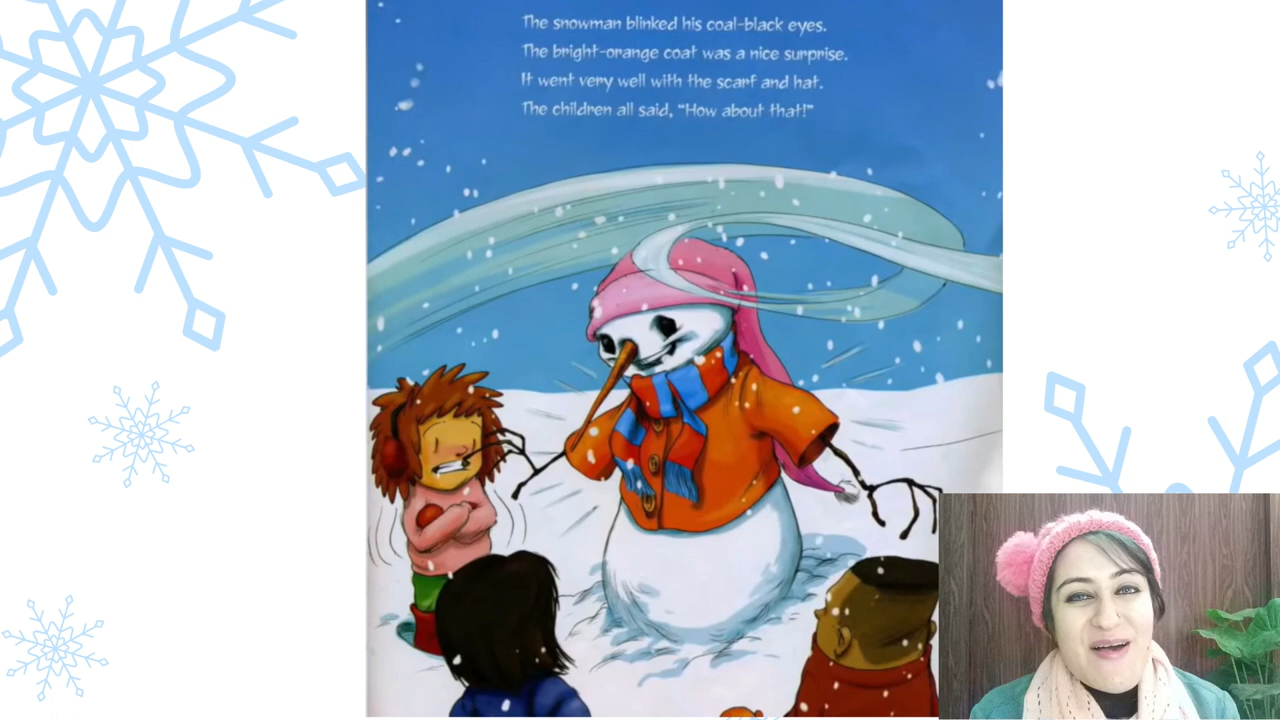 The snowman blinked his coal-black eyes.
The bright-orange coat was a nice surprise.
It went very well with the scarf and hat.
The children all said, “How about that!”